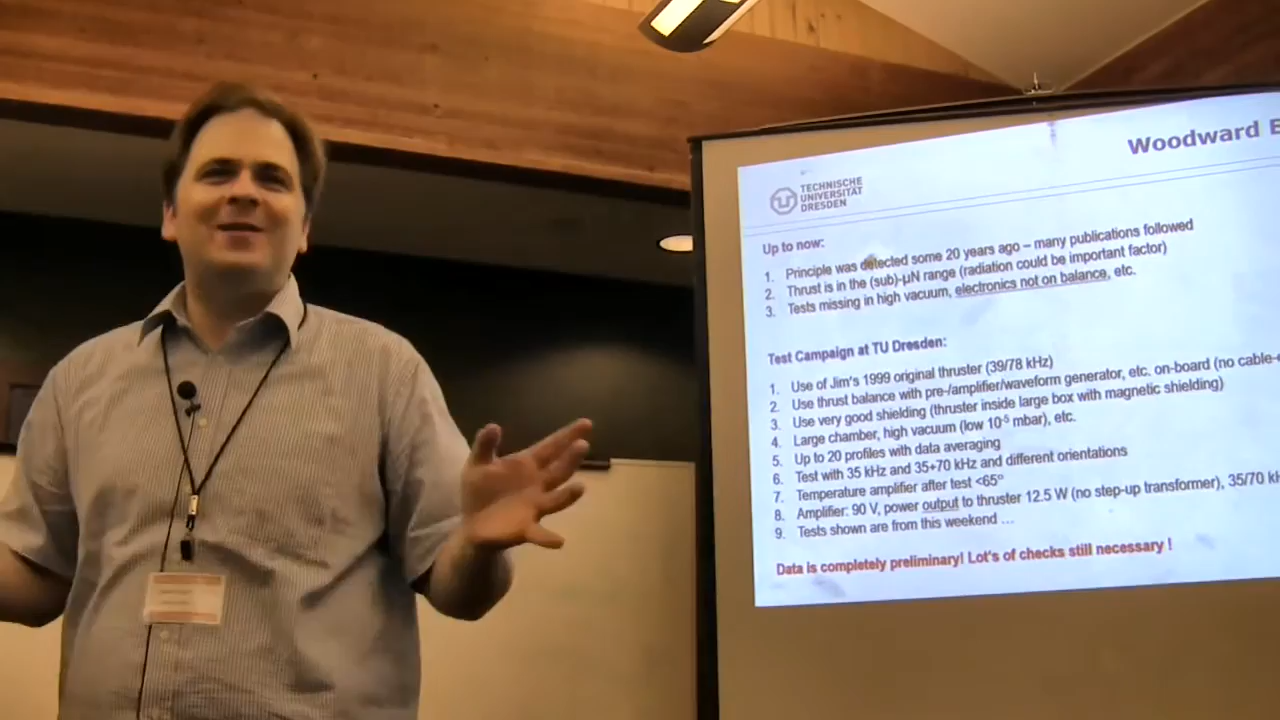 Woodward E
TECHNISCHE
UNIVERSITÄT
DRESDEN
Up to now:
1. Principle was detected some 20 years ago – many publications followed
2. Thrust is in the (sub)-µN range (radiation could be important factor)
3. Tests missing in high vacuum, electronics not on balance, etc.
Test Campaign at TU Dresden:
1. Use of Jim's 1999 original thruster (39/78 kHz)
2. Use thrust balance with pre-/amplifier/waveform generator, etc. on-board (no cable-
3. Use very good shielding (thruster inside large box with magnetic shielding)
4. Large chamber, high vacuum (low 10⁻⁵ mbar), etc.
5. Up to 20 profiles with data averaging
6. Test with 35 kHz and 35+70 kHz and different orientations
7. Temperature amplifier after test <65°
8. Amplifier: 90 V, power output to thruster 12.5 W (no step-up transformer), 35/70 kH
9. Tests shown are from this weekend ...
Data is completely preliminary! Lot's of checks still necessary !